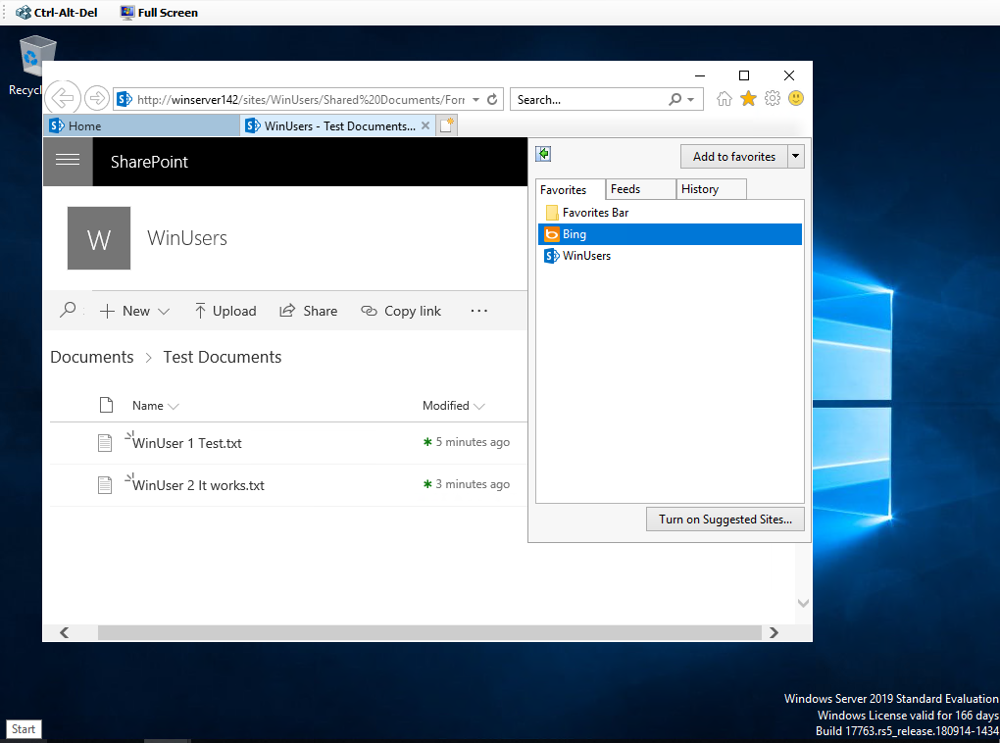 Ctrl-Alt-Del Full Screen
Recycl
http://winserver142/sites/WinUsers/Shared%20Documents/Forr Search...
Home WinUsers - Test Documents...
SharePoint
Add to favorites
Favorites Feeds History
Favorites Bar
Bing
WinUsers
W WinUsers
New Upload Share Copy link ...
Documents > Test Documents
Name Modified
WinUser 1 Test.txt 5 minutes ago
WinUser 2 It works.txt 3 minutes ago
Turn on Suggested Sites...
Windows Server 2019 Standard Evaluation
Windows License valid for 166 days
Build 17763.rs5_release.180914-1434
Start